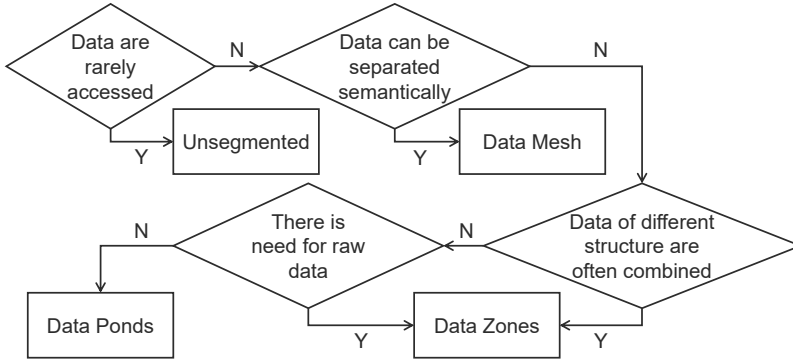 Data are
rarely
accessed
N
Data can be
separated
semantically
N
Y
Unsegmented
Y
Data Mesh
N
There is
need for raw
data
N
Data of different
structure are
often combined
Data Ponds
Y
Data Zones
Y